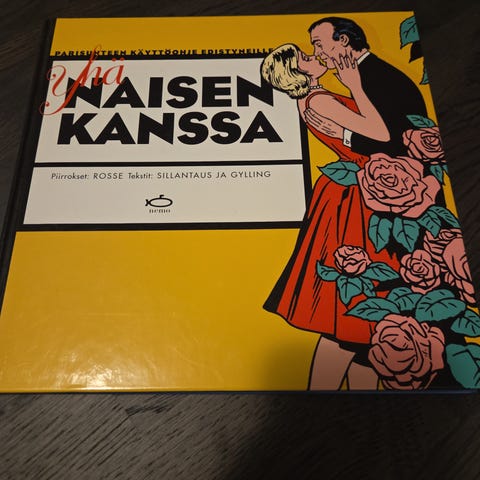 PARISUHTEEN KÄYTTÖOHJE EDISTYNEILLE
Yhä
NAISEN
KANSSA
Piirrokset: ROSSE Tekstit: SILLANTAUS JA GYLLING
nemo